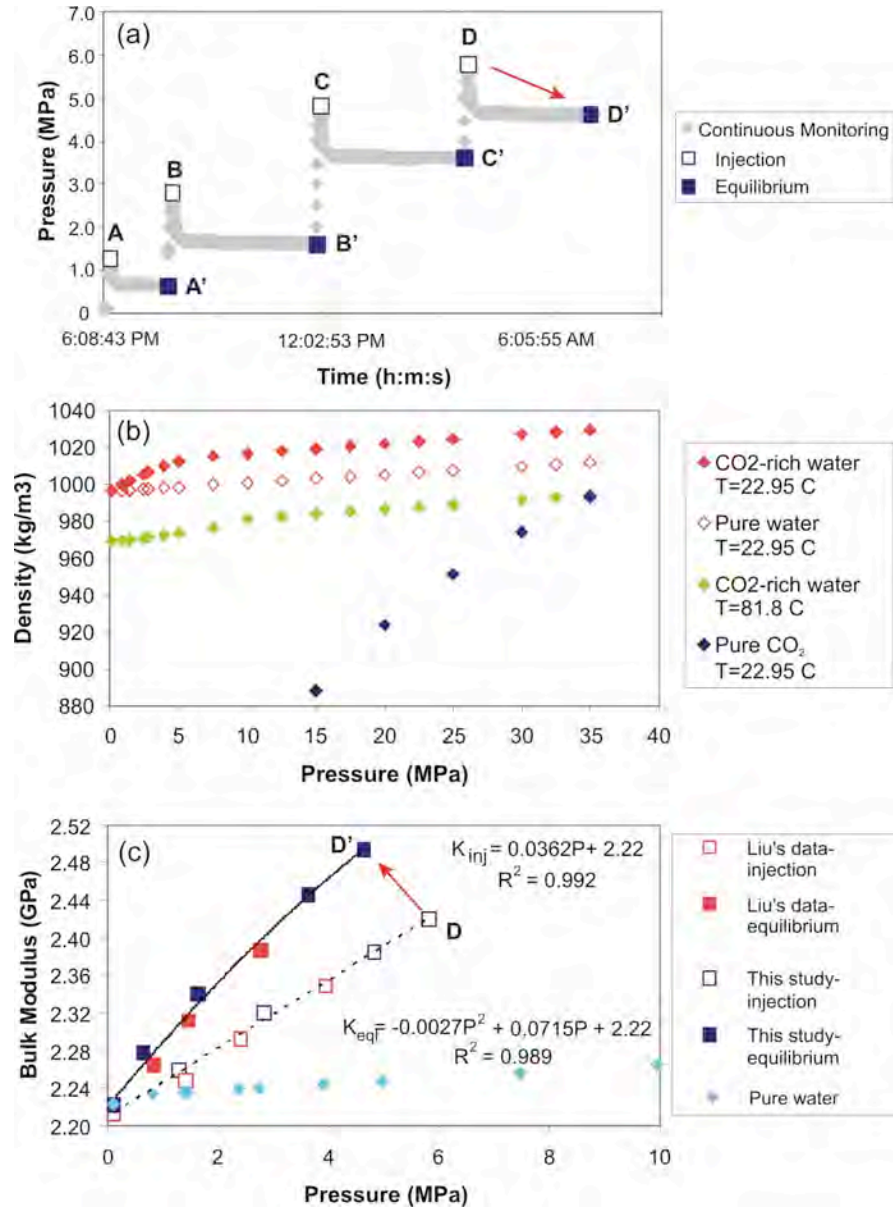 (a)
7.0
6.0
5.0
4.0
3.0
2.0
1.0
0
Pressure (MPa)
A
B
C
D
A'
B'
C'
D'
6:08:43 PM
12:02:53 PM
6:05:55 AM
Time (h:m:s)
Continuous Monitoring
Injection
Equilibrium
(b)
1040
1020
1000
980
960
940
920
900
880
Density (kg/m3)
0 5 10 15 20 25 30 35 40
Pressure (MPa)
CO2-rich water
T=22.95 C
Pure water
T=22.95 C
CO2-rich water
T=81.8 C
Pure CO₂
T=22.95 C
(c)
2.52
2.48
2.44
2.40
2.36
2.32
2.28
2.24
2.20
Bulk Modulus (GPa)
D'
D
K inj = 0.0362P+ 2.22
R² = 0.992
K eqi = -0.0027P² + 0.0715P + 2.22
R² = 0.989
0 2 4 6 8 10
Pressure (MPa)
Liu's data-
injection
Liu's data-
equilibrium
This study-
injection
This study-
equilibrium
Pure water